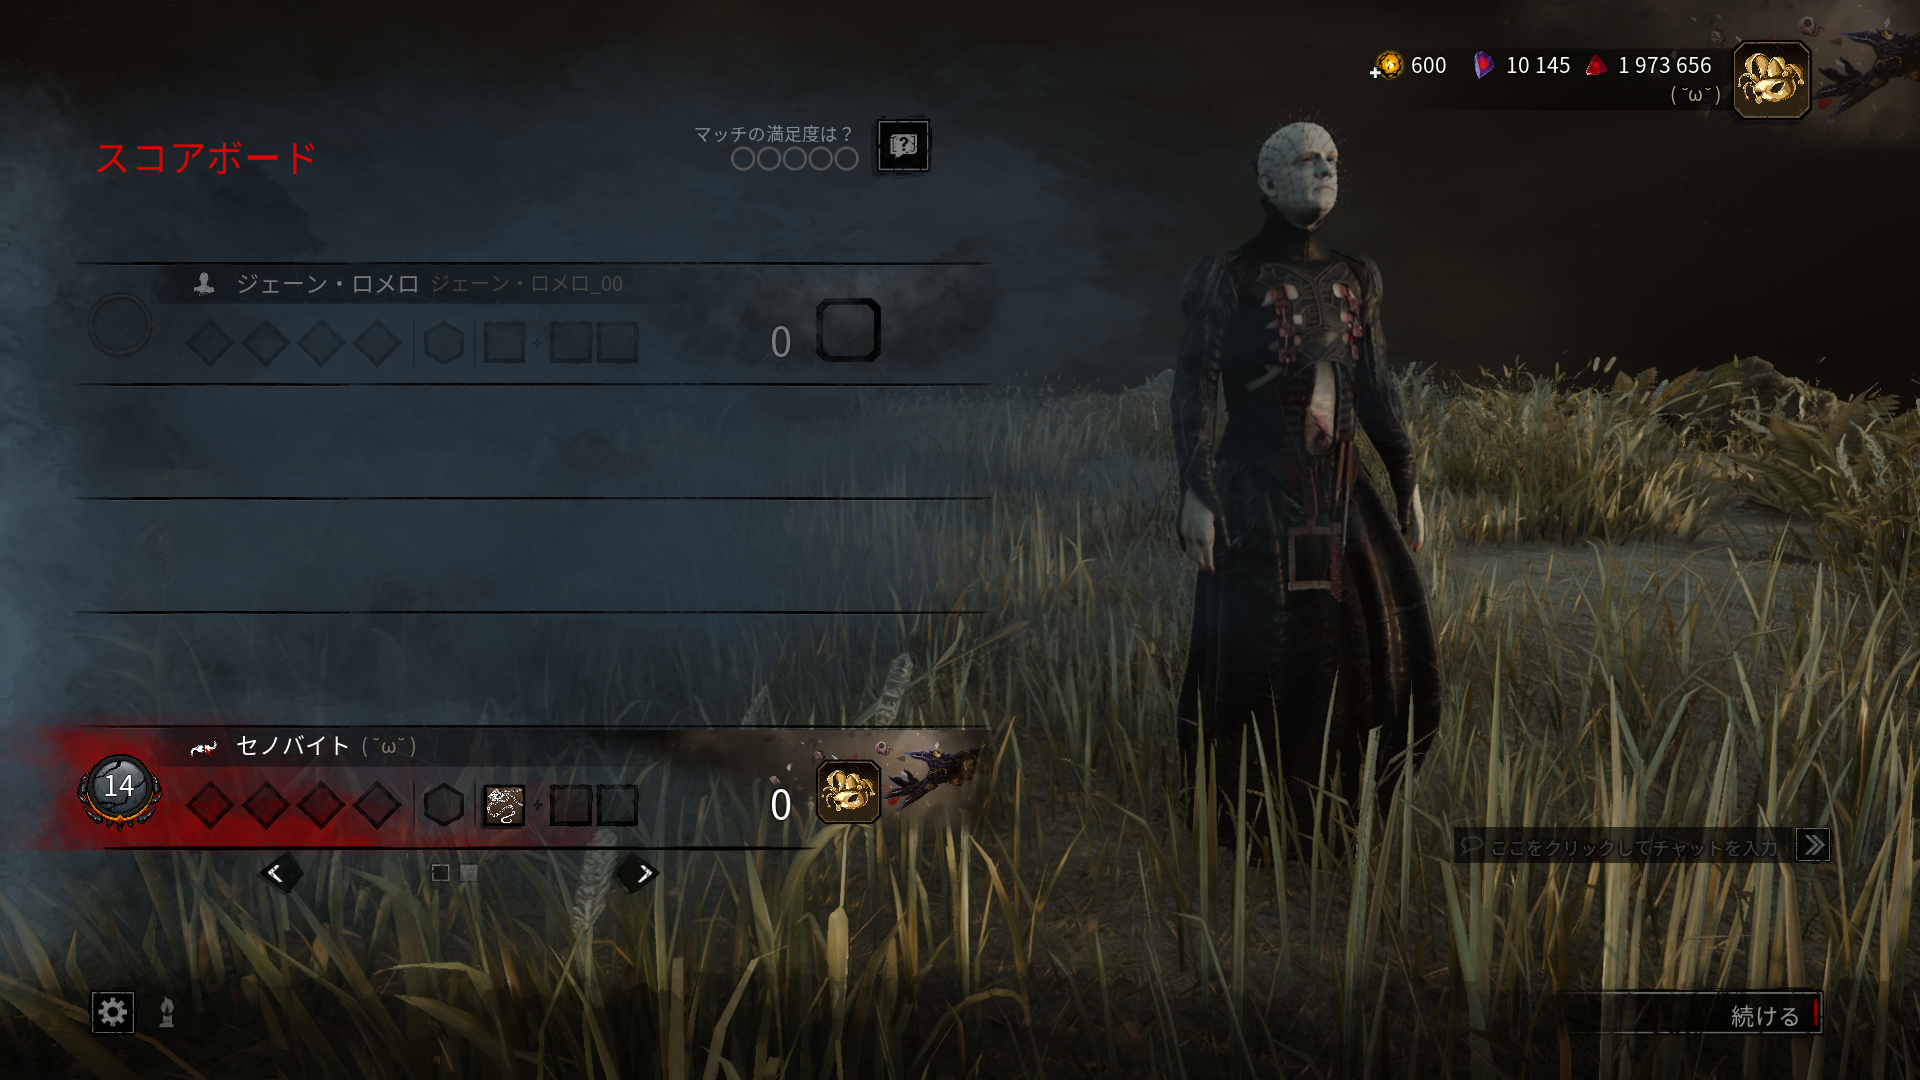 600 10 145 1 973 656
( ˘ω˘ )
マッチの満足度は？
スコアボード
ジェーン・ロメロ ジェーン・ロメロ_00
0
セノバイト ( ˘ω˘ )
14
0
ここをクリックしてチャットを入力
続ける